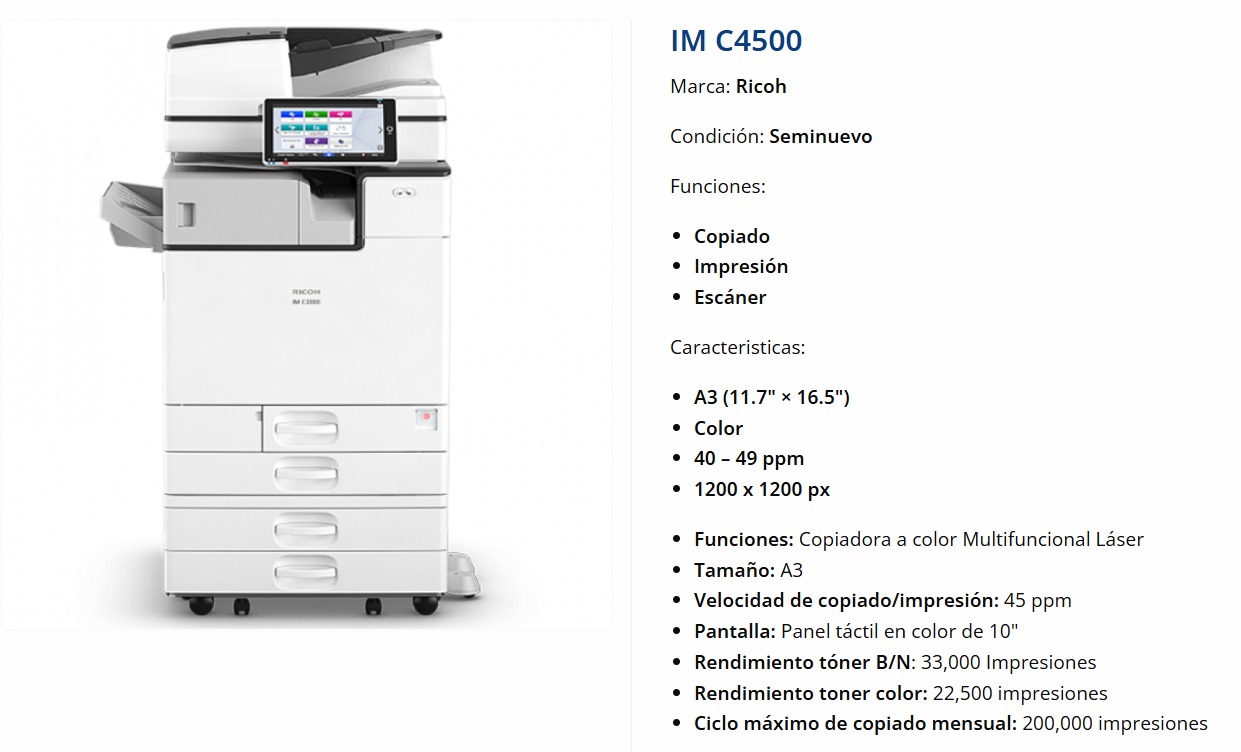 IM C4500
Marca: Ricoh
Condición: Seminuevo
Funciones:
Copiado
Impresión
Escáner
Caracteristicas:
A3 (11.7" × 16.5")
Color
40 – 49 ppm
1200 x 1200 px
Funciones: Copiadora a color Multifuncional Láser
Tamaño: A3
Velocidad de copiado/impresión: 45 ppm
Pantalla: Panel táctil en color de 10"
Rendimiento tóner B/N: 33,000 Impresiones
Rendimiento toner color: 22,500 impresiones
Ciclo máximo de copiado mensual: 200,000 impresiones
RICOH